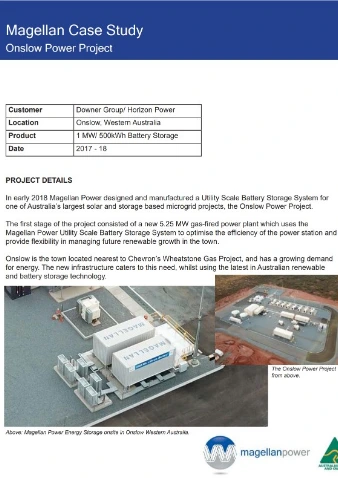 Magellan Case Study
Onslow Power Project
Customer Downer Group/ Horizon Power
Location Onslow, Western Australia
Product 1 MW/ 500kWh Battery Storage
Date 2017 - 18
PROJECT DETAILS
In early 2018 Magellan Power designed and manufactured a Utility Scale Battery Storage System for
one of Australia's largest solar and storage based microgrid projects, the Onslow Power Project.
The first stage of the project consisted of a new 5.25 MW gas-fired power plant which uses the
Magellan Power Utility Scale Battery Storage System to optimise the efficiency of the power station and
provide flexibility in managing future renewable growth in the town.
Onslow is the town located nearest to Chevron's Wheatstone Gas Project, and has a growing demand
for energy. The new infrastructure caters to this need, whilst using the latest in Australian renewable
and battery storage technology.
MAGELLAN
MAGELLAN
The Onslow Power Project
from above.
Above: Magellan Power Energy Storage onsite in Onslow Western Australia.
magellanpower